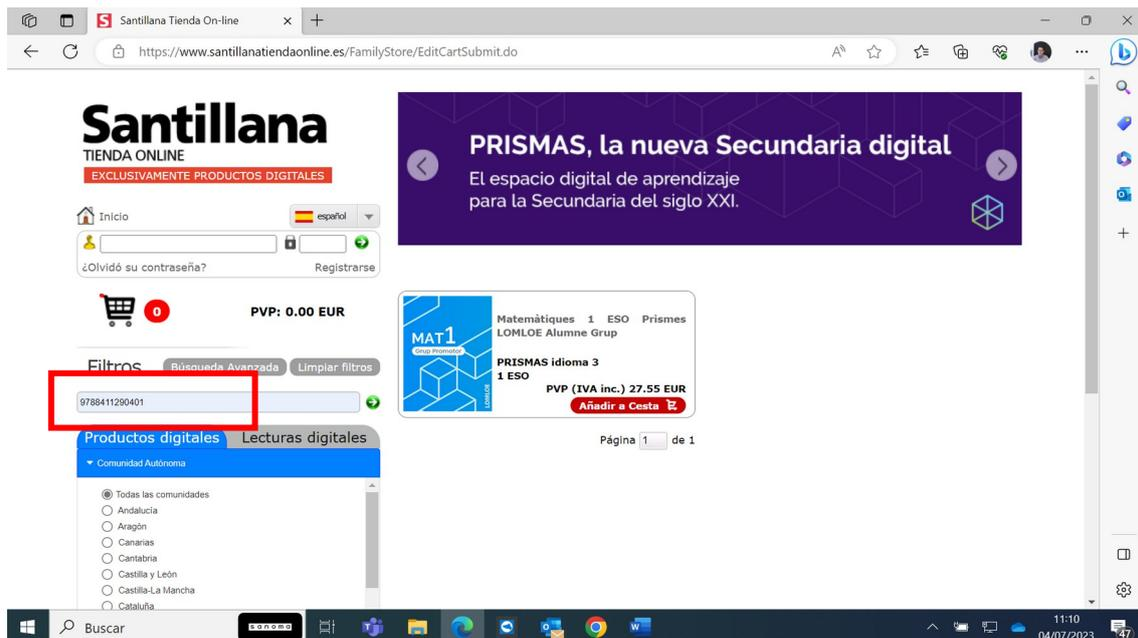 Santillana Tienda On-line
https://www.santillanatiendaonline.es/FamilyStore/EditCartSubmit.do
Santillana
TIENDA ONLINE
EXCLUSIVAMENTE PRODUCTOS DIGITALES
PRISMAS, la nueva Secundaria digital
El espacio digital de aprendizaje
para la Secundaria del siglo XXI.
Inicio
español
¿Olvidó su contraseña? Registrarse
0 PVP: 0.00 EUR
Filtros Búsqueda Avanzada Limpiar filtros
9788411290401
Productos digitales Lecturas digitales
Comunidad Autónoma
Todas las comunidades
Andalucía
Aragón
Canarias
Cantabria
Castilla y León
Castilla-La Mancha
Cataluña
MAT1
Grup Promotor
LOMLOE
Matemàtiques 1 ESO Prismes
LOMLOE Alumne Grup
PRISMAS idioma 3
1 ESO
PVP (IVA inc.) 27.55 EUR
Añadir a Cesta
Página 1 de 1
Buscar
sanoma
11:10
04/07/2023
47